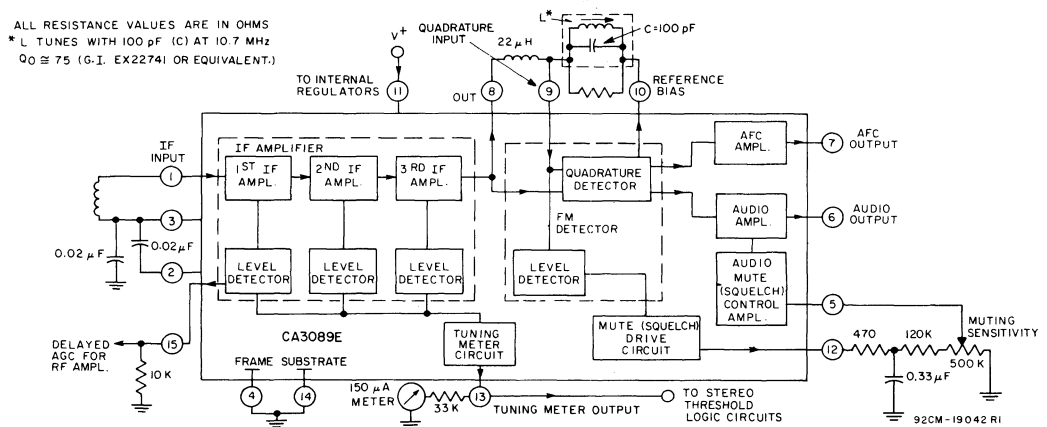 ALL RESISTANCE VALUES ARE IN OHMS
* L TUNES WITH 100 pF (C) AT 10.7 MHz
Q0 ≅ 75 (G.I. EX22741 OR EQUIVALENT.)
V+
QUADRATURE
INPUT
L*
C=100 pF
22 μH
TO INTERNAL
REGULATORS
11
OUT
8
9
10
REFERENCE
BIAS
IF
INPUT
1
3
2
0.02 μF
0.02 μF
IF AMPLIFIER
1ST IF
AMPL.
2ND IF
AMPL.
3RD IF
AMPL.
LEVEL
DETECTOR
LEVEL
DETECTOR
LEVEL
DETECTOR
QUADRATURE
DETECTOR
FM
DETECTOR
LEVEL
DETECTOR
AFC
AMPL.
7
AFC
OUTPUT
AUDIO
AMPL.
6
AUDIO
OUTPUT
AUDIO
MUTE
(SQUELCH)
CONTROL
AMPL.
5
MUTING
SENSITIVITY
CA3089E
TUNING
METER
CIRCUIT
MUTE (SQUELCH)
DRIVE
CIRCUIT
12
470
120K
500K
0.33 μF
DELAYED
AGC FOR
RF AMPL.
15
10 K
FRAME
SUBSTRATE
4
14
150 μA
METER
33 K
13
TUNING METER OUTPUT
TO STEREO
THRESHOLD
LOGIC CIRCUITS
92CM-19042 R1